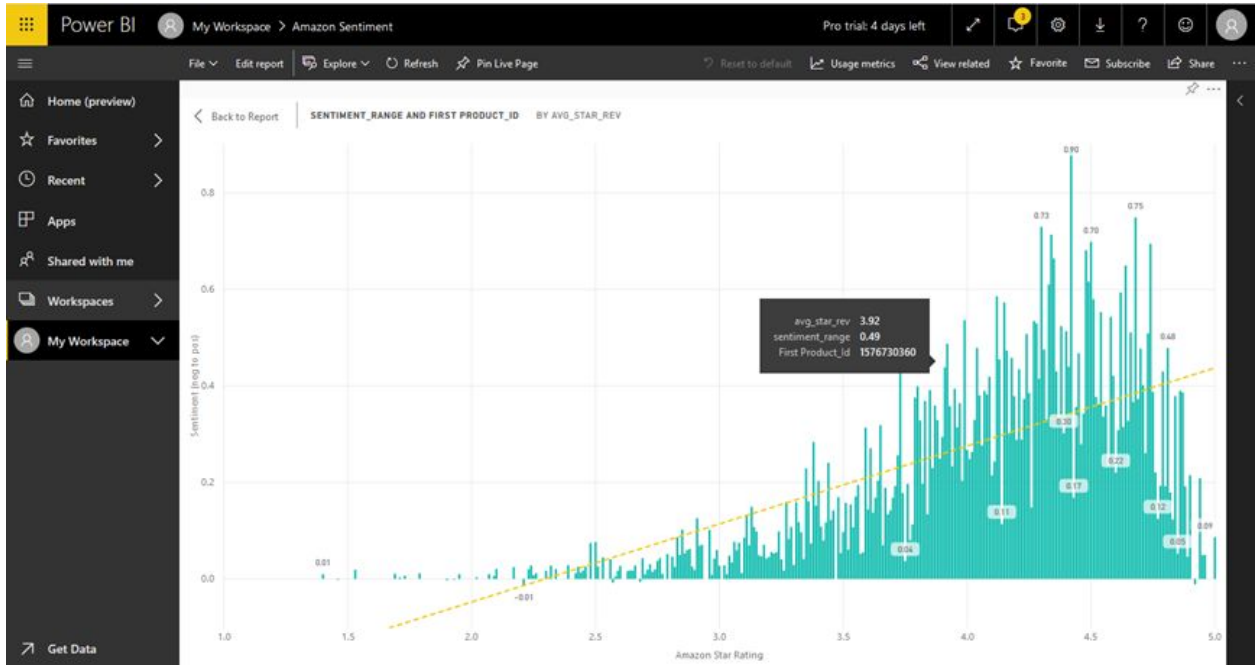 Power BI My Workspace > Amazon Sentiment Pro trial: 4 days left 3 ?
File Edit report Explore Refresh Pin Live Page Reset to default Usage metrics View related Favorite Subscribe Share ...
Home (preview)
Favorites
Recent
Apps
Shared with me
Workspaces
My Workspace
Get Data
Back to Report SENTIMENT_RANGE AND FIRST PRODUCT_ID BY AVG_STAR_REV
Sentiment (neg to pos)
0.8
0.6
0.4
0.2
0.0
0.90
0.73
0.70
0.75
0.48
avg_star_rev 3.92
sentiment_range 0.49
First Product_Id 1576730360
0.30
0.22
0.17
0.11
0.12
0.04
0.05
0.09
0.01
-0.01
1.0 1.5 2.0 2.5 3.0 3.5 4.0 4.5 5.0
Amazon Star Rating